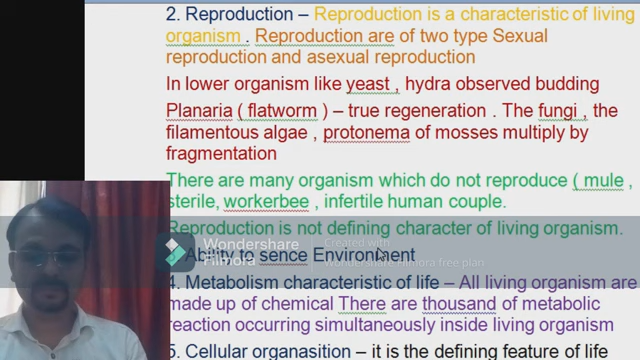 2. Reproduction – Reproduction is a characteristic of living
organism . Reproduction are of two type Sexual
reproduction and asexual reproduction
In lower organism like yeast , hydra observed budding
Planaria ( flatworm ) – true regeneration . The fungi , the
filamentous algae , protonema of mosses multiply by
fragmentation
There are many organism which do not reproduce ( mule ,
sterile, workerbee , infertile human couple.
Reproduction is not defining character of living organism.
Ability to sence Environment
Wondershare
Filmora
Created with
Wondershare Filmora free plan
4. Metabolism characteristic of life – All living organism are
made up of chemical There are thousand of metabolic
reaction occurring simultaneously inside living organism
5. Cellular organasition – it is the defining feature of life